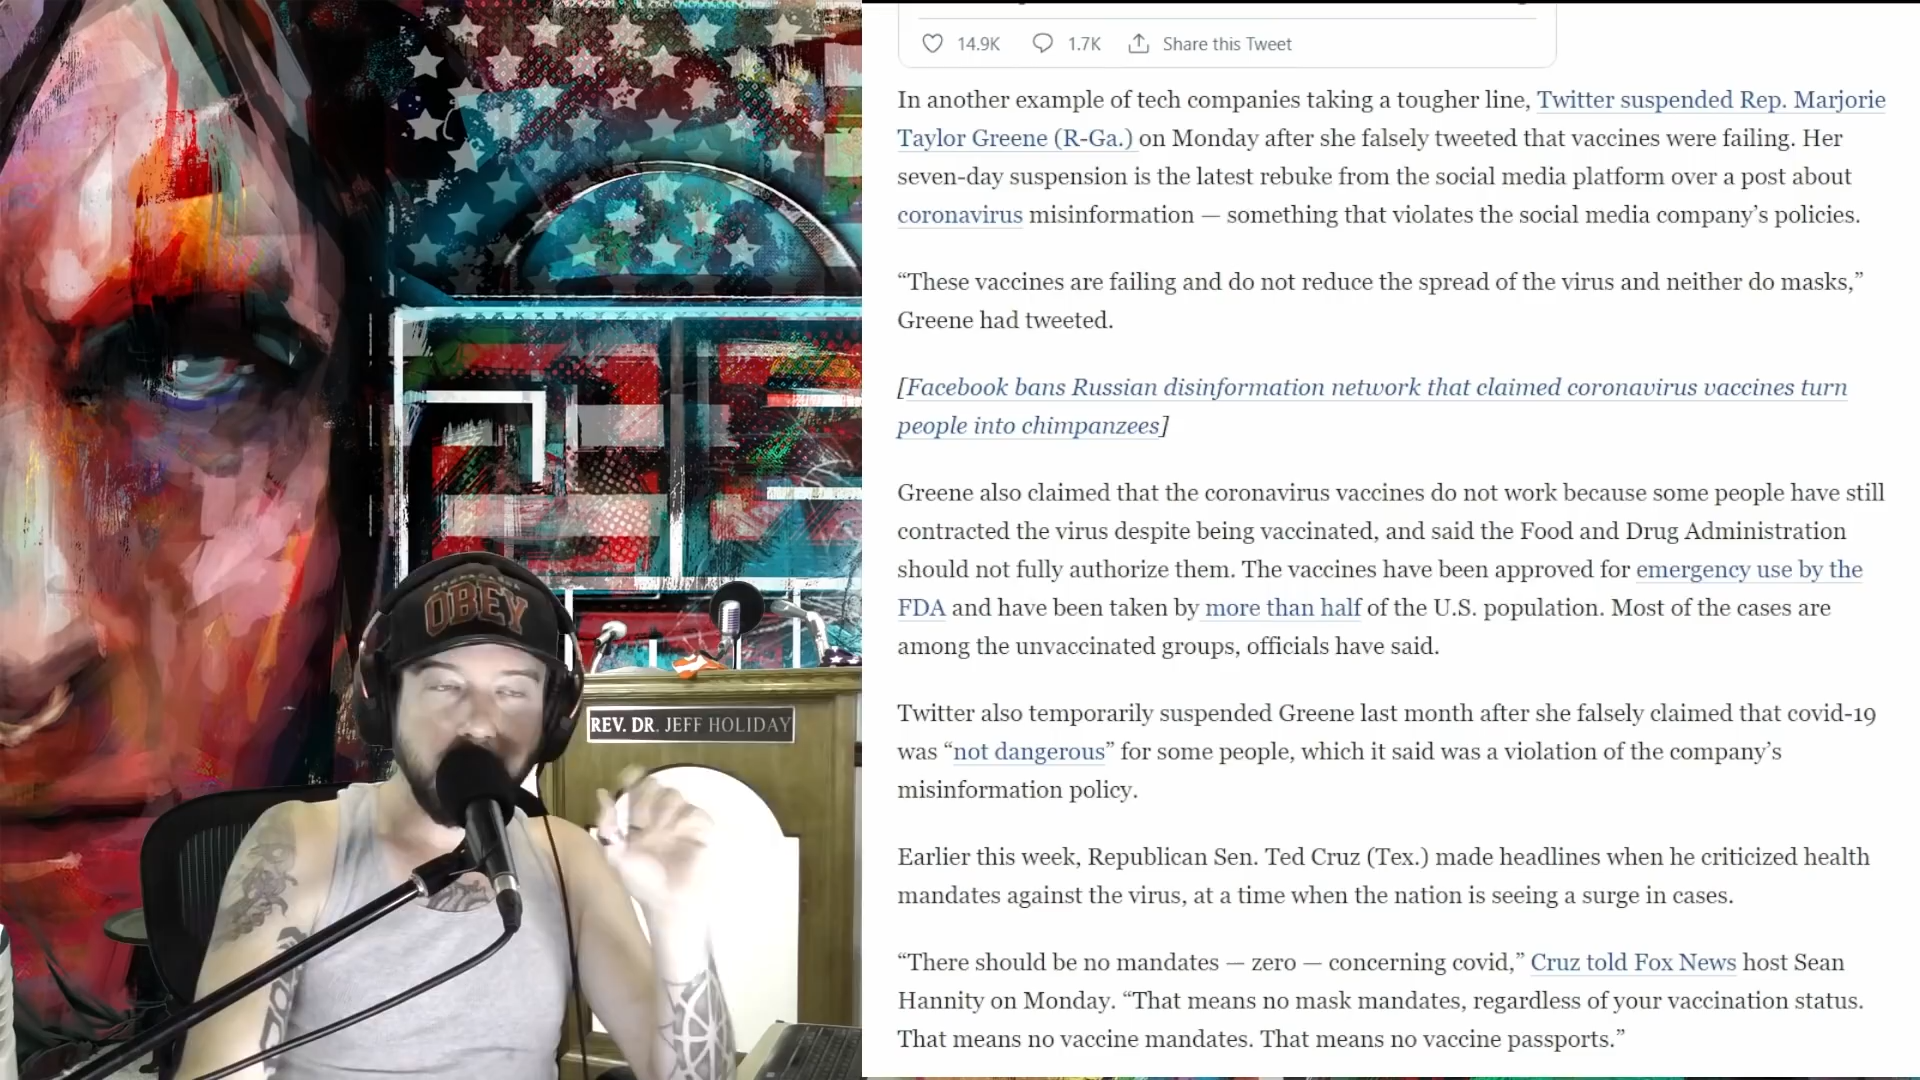 14.9K 1.7K Share this Tweet
In another example of tech companies taking a tougher line, Twitter suspended Rep. Marjorie
Taylor Greene (R-Ga.) on Monday after she falsely tweeted that vaccines were failing. Her
seven-day suspension is the latest rebuke from the social media platform over a post about
coronavirus misinformation — something that violates the social media company’s policies.
“These vaccines are failing and do not reduce the spread of the virus and neither do masks,”
Greene had tweeted.
[Facebook bans Russian disinformation network that claimed coronavirus vaccines turn
people into chimpanzees]
Greene also claimed that the coronavirus vaccines do not work because some people have still
contracted the virus despite being vaccinated, and said the Food and Drug Administration
should not fully authorize them. The vaccines have been approved for emergency use by the
FDA and have been taken by more than half of the U.S. population. Most of the cases are
among the unvaccinated groups, officials have said.
Twitter also temporarily suspended Greene last month after she falsely claimed that covid-19
was “not dangerous” for some people, which it said was a violation of the company’s
misinformation policy.
Earlier this week, Republican Sen. Ted Cruz (Tex.) made headlines when he criticized health
mandates against the virus, at a time when the nation is seeing a surge in cases.
“There should be no mandates — zero — concerning covid,” Cruz told Fox News host Sean
Hannity on Monday. “That means no mask mandates, regardless of your vaccination status.
That means no vaccine mandates. That means no vaccine passports.”
OBEY
REV. DR. JEFF HOLIDAY